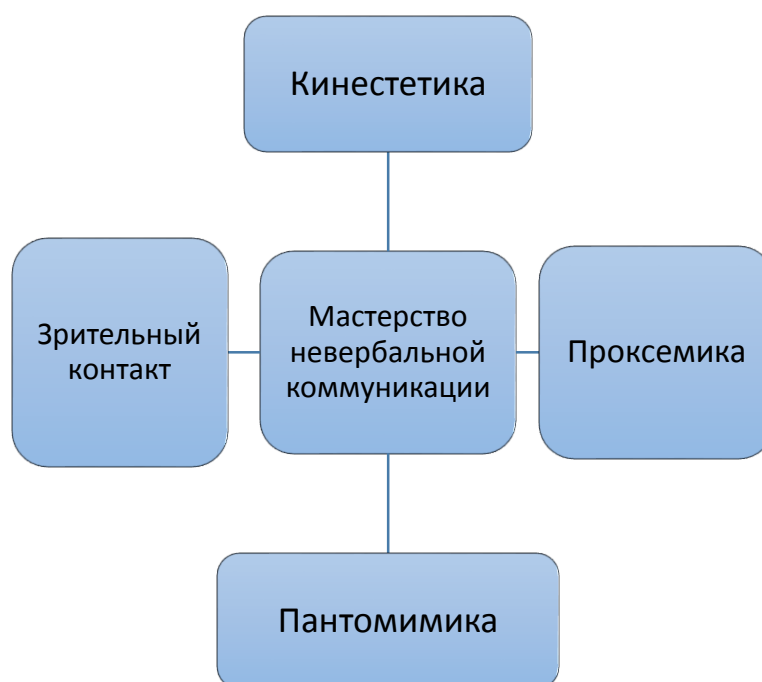 Кинестетика
Зрительный
контакт
Мастерство
невербальной
коммуникации
Проксемика
Пантомимика